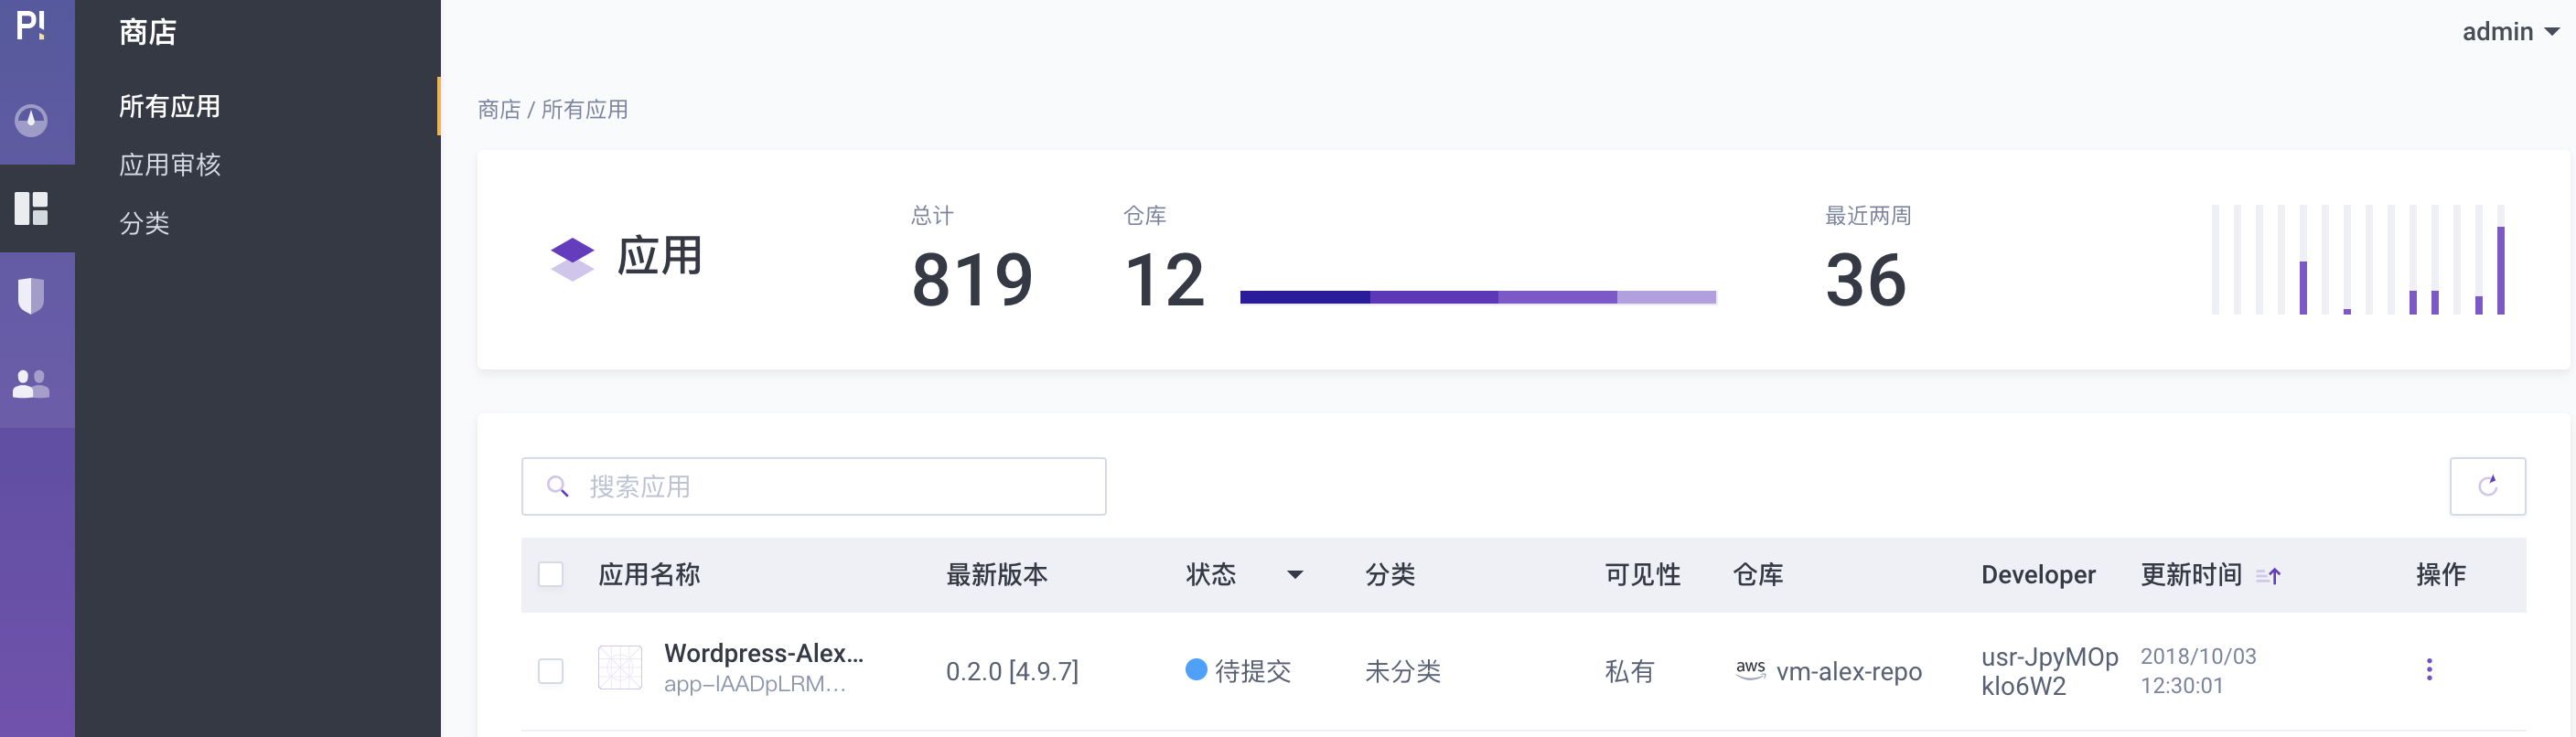 P!
商店
所有应用
应用审核
分类
admin
商店 / 所有应用
应用
总计
819
仓库
12
最近两周
36
搜索应用
应用名称 最新版本 状态 分类 可见性 仓库 Developer 更新时间 操作
Wordpress-Alex...
app-IAADpLRM...
0.2.0 [4.9.7]
待提交
未分类
私有
aws vm-alex-repo
usr-JpyMOp
klo6W2
2018/10/03
12:30:01